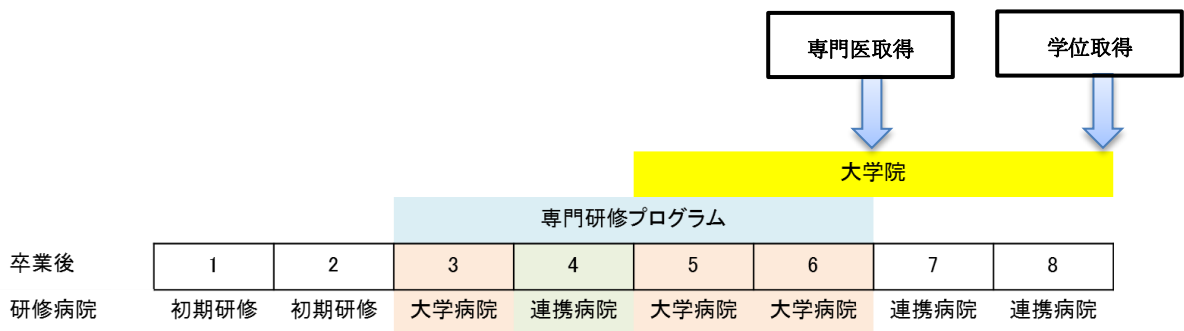 専門医取得 学位取得
大学院
専門研修プログラム
卒業後 1 2 3 4 5 6 7 8
研修病院 初期研修 初期研修 大学病院 連携病院 大学病院 大学病院 連携病院 連携病院